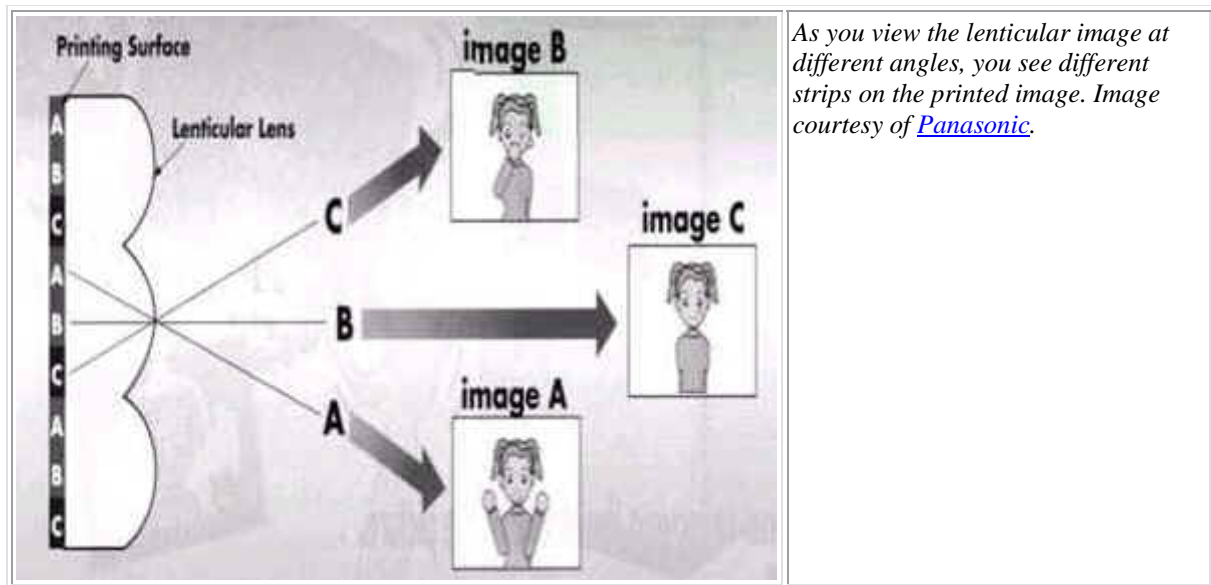 Printing Surface
Lenticular Lens
A
B
C
A
B
C
A
B
C
C
B
A
image B
image C
image A
As you view the lenticular image at
different angles, you see different
strips on the printed image. Image
courtesy of Panasonic.